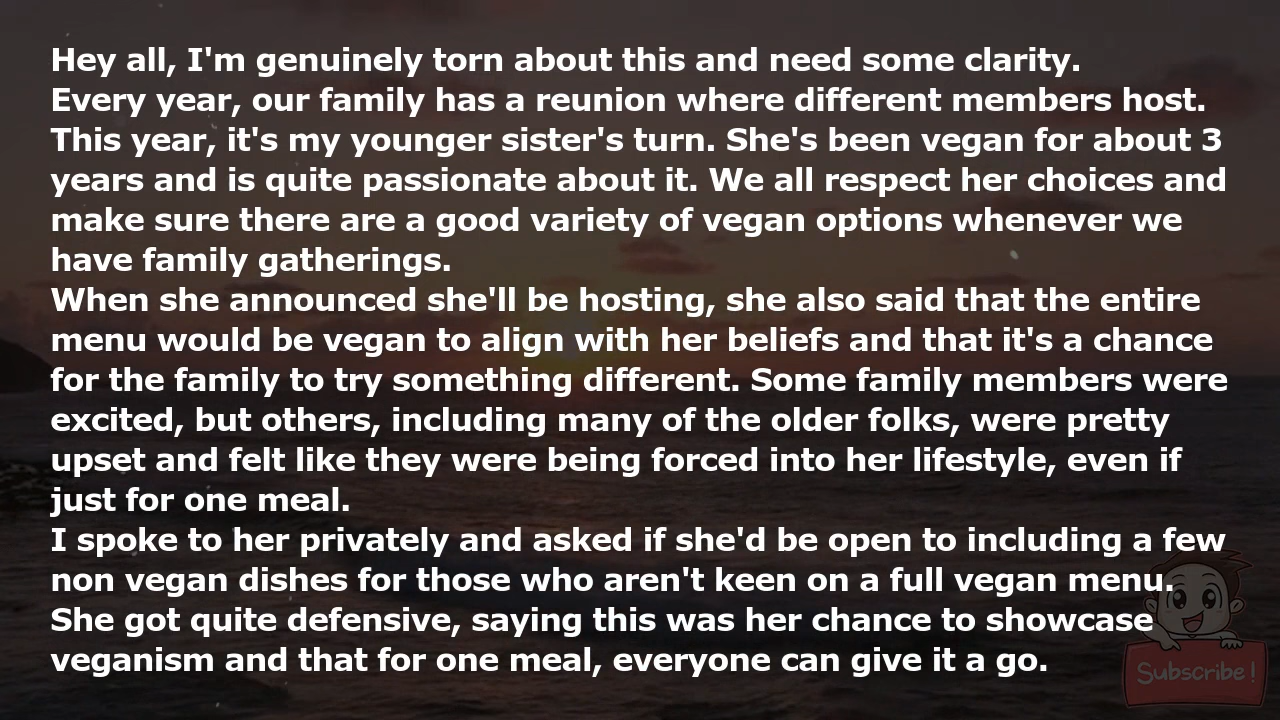 Hey all, I'm genuinely torn about this and need some clarity.
Every year, our family has a reunion where different members host.
This year, it's my younger sister's turn. She's been vegan for about 3
years and is quite passionate about it. We all respect her choices and
make sure there are a good variety of vegan options whenever we
have family gatherings.
When she announced she'll be hosting, she also said that the entire
menu would be vegan to align with her beliefs and that it's a chance
for the family to try something different. Some family members were
excited, but others, including many of the older folks, were pretty
upset and felt like they were being forced into her lifestyle, even if
just for one meal.
I spoke to her privately and asked if she'd be open to including a few
non vegan dishes for those who aren't keen on a full vegan menu.
She got quite defensive, saying this was her chance to showcase
veganism and that for one meal, everyone can give it a go.
Subscribe!